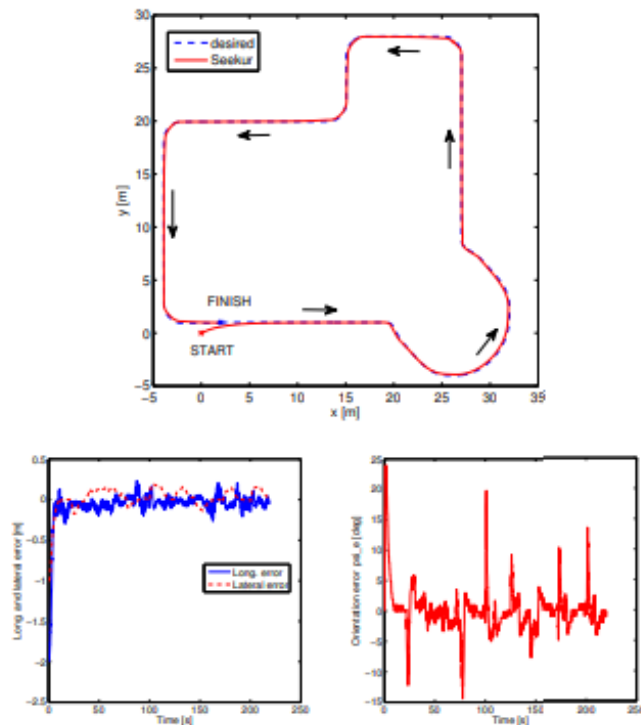 30
25
20
15
10
5
0
−5
y [m]
desired
Seekur
FINISH
START
−5 0 5 10 15 20 25 30 35
x [m]
0.5
0
−0.5
−1
−1.5
−2
−2.5
Long and lateral error [m]
Long. error
Lateral error
0 50 100 150 200 250
Time [s]
25
20
15
10
5
0
−5
−10
−15
Orientation error psi_e [deg]
0 50 100 150 200 25
Time [s]